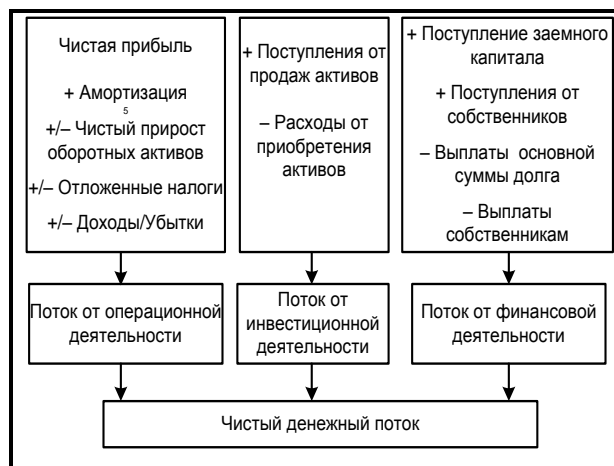 Чистая прибыль
+ Амортизация
5
+/– Чистый прирост
оборотных активов
+/– Отложенные налоги
+/– Доходы/Убытки
+ Поступления от
продаж активов
– Расходы от
приобретения
активов
+ Поступление заемного
капитала
+ Поступления от
собственников
– Выплаты основной
суммы долга
– Выплаты
собственникам
Поток от операционной
деятельности
Поток от
инвестиционной
деятельности
Поток от финансовой
деятельности
Чистый денежный поток